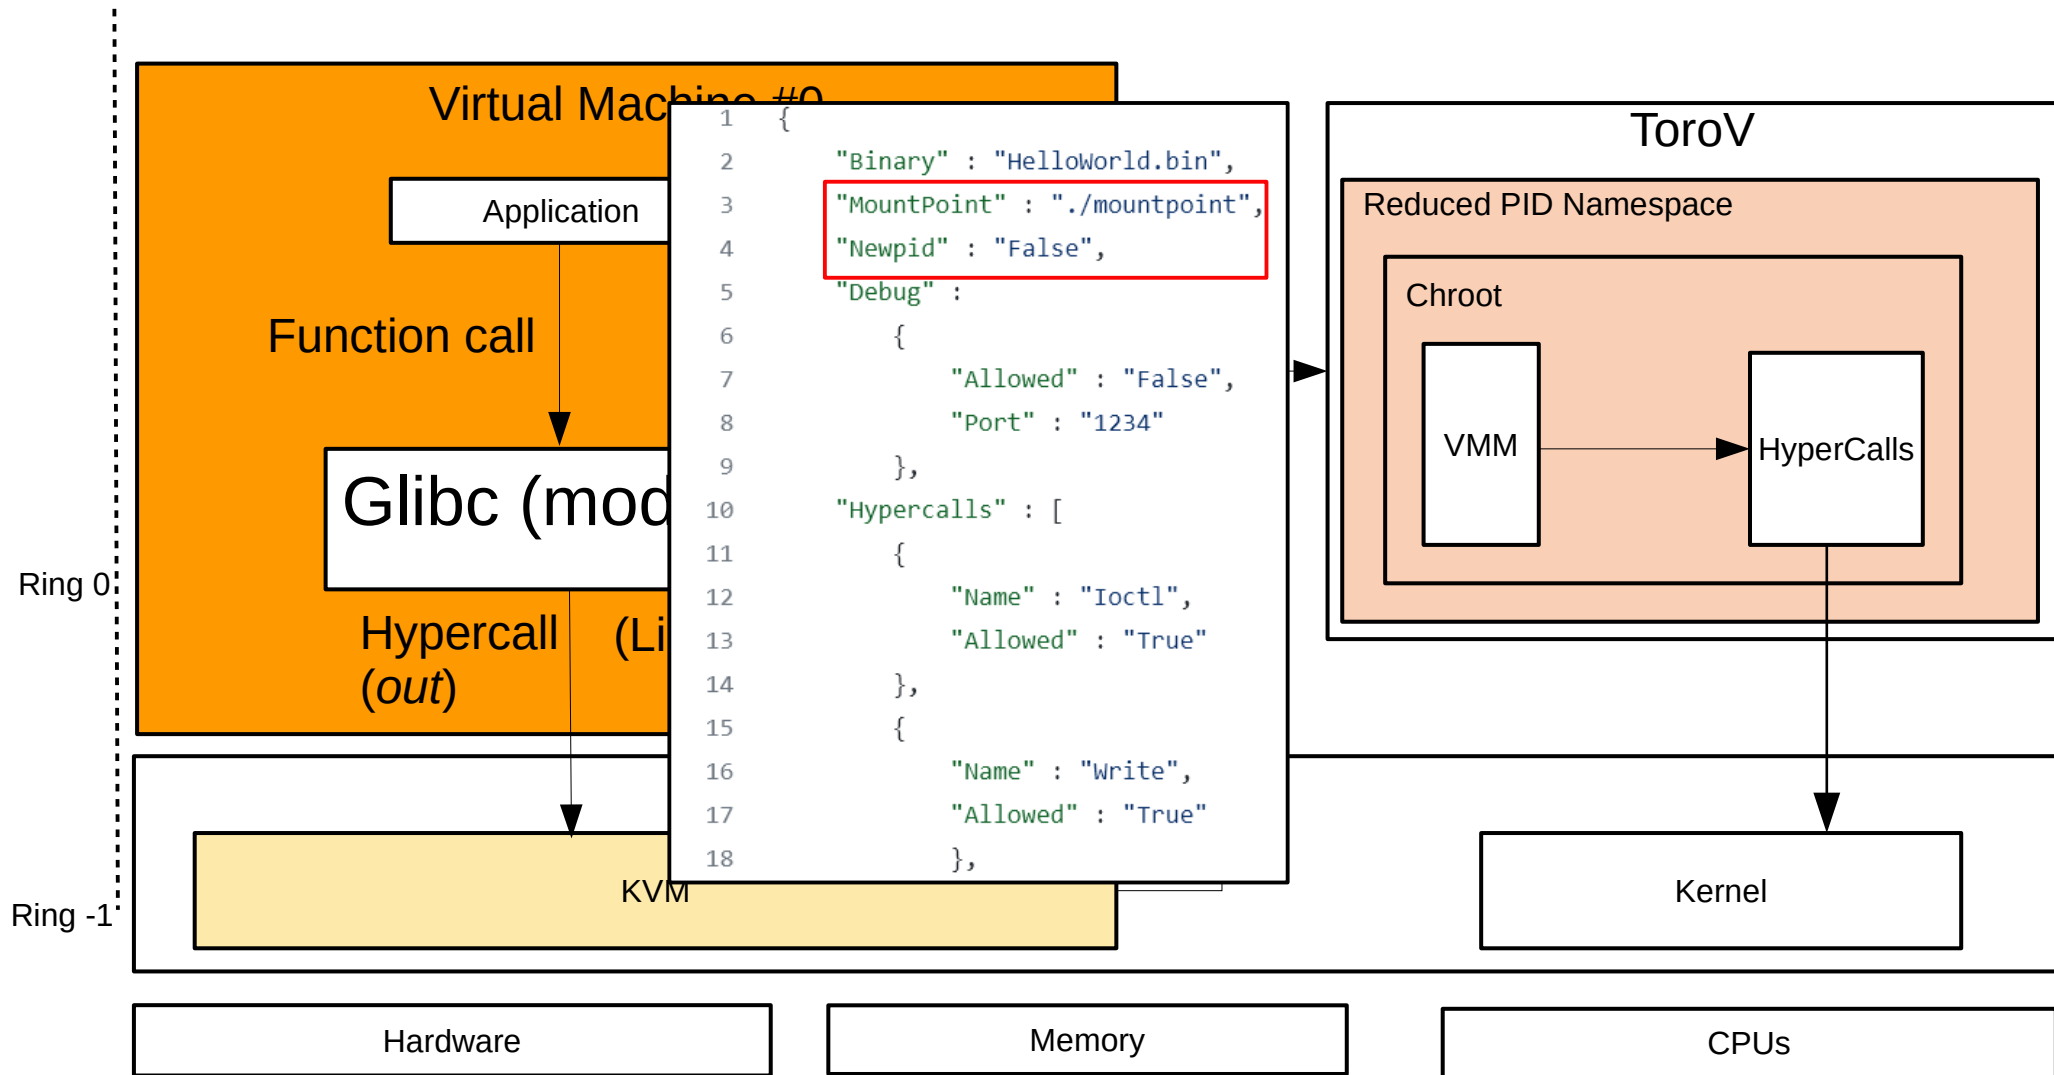 Virtual Machine #0
Application
Function call
Glibc (mod
Hypercall
(out)
(Li
Ring 0
Ring -1
KVM
1 {
2 "Binary" : "HelloWorld.bin",
3 "MountPoint" : "./mountpoint",
4 "Newpid" : "False",
5 "Debug" :
6 {
7 "Allowed" : "False",
8 "Port" : "1234"
9 },
10 "Hypercalls" : [
11 {
12 "Name" : "Ioctl",
13 "Allowed" : "True"
14 },
15 {
16 "Name" : "Write",
17 "Allowed" : "True"
18 },
ToroV
Reduced PID Namespace
Chroot
VMM
HyperCalls
Kernel
Hardware
Memory
CPUs